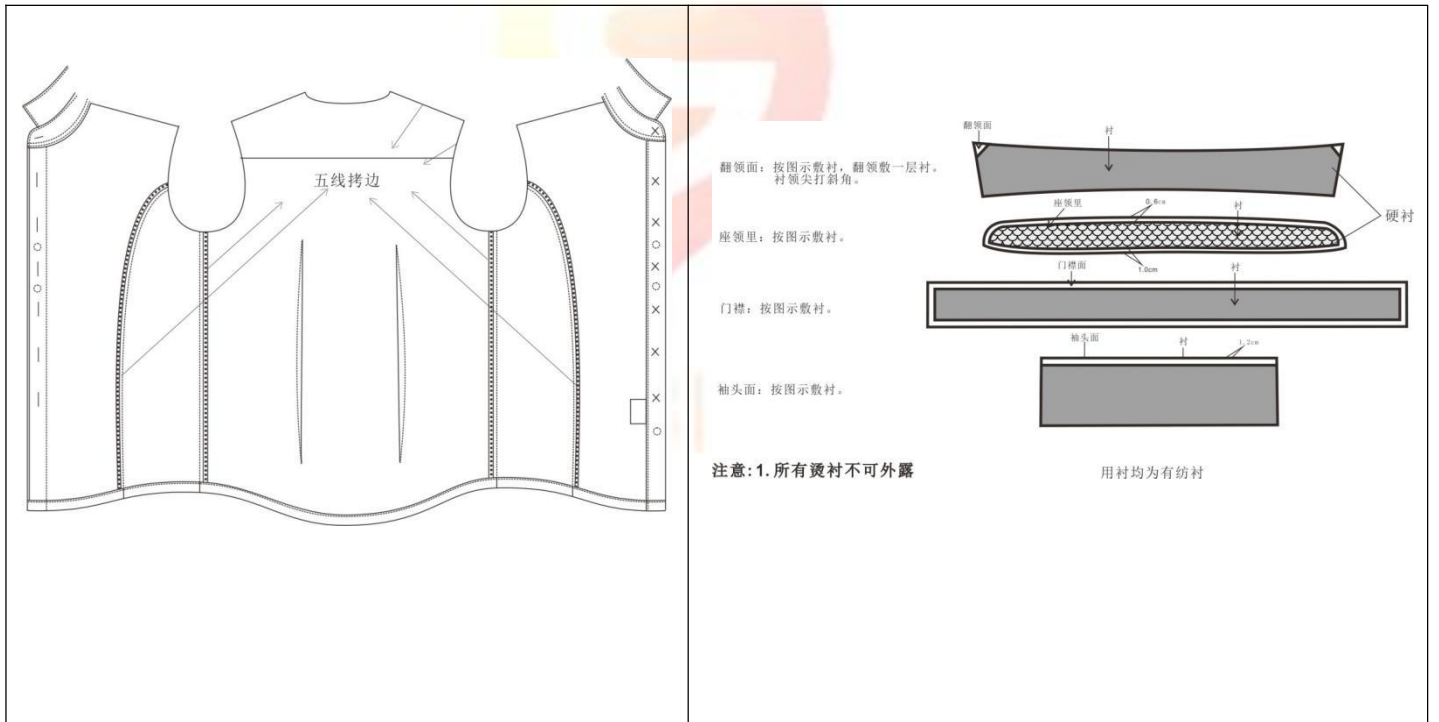 五线拷边
翻领面
衬
翻领面：按图示敷衬，翻领敷一层衬。
衬领尖打斜角。
座领里
0.6cm
衬
硬衬
座领里：按图示敷衬。
1.0cm
门襟面
衬
门襟：按图示敷衬。
袖头面
衬
1.2cm
袖头面：按图示敷衬。
注意:1.所有烫衬不可外露
用衬均为有纺衬